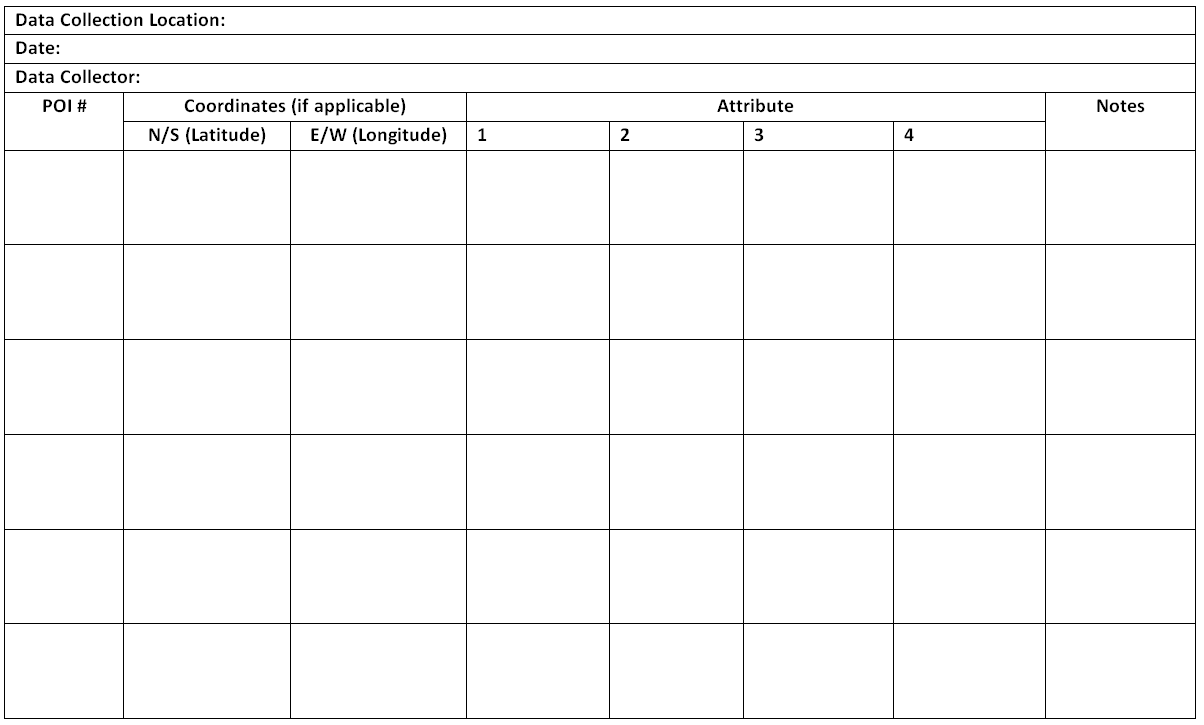 Data Collection Location:
Date:
Data Collector:
POI # Coordinates (if applicable) Attribute Notes
N/S (Latitude) E/W (Longitude) 1 2 3 4